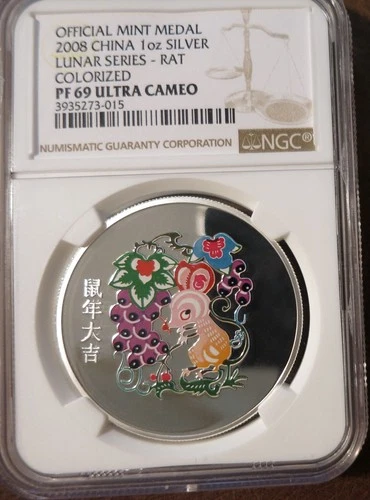 OFFICIAL MINT MEDAL
2008 CHINA 1oz SILVER
LUNAR SERIES - RAT
COLORIZED
PF 69 ULTRA CAMEO
3935273-015
NUMISMATIC GUARANTY CORPORATION
NGC®
鼠年大吉